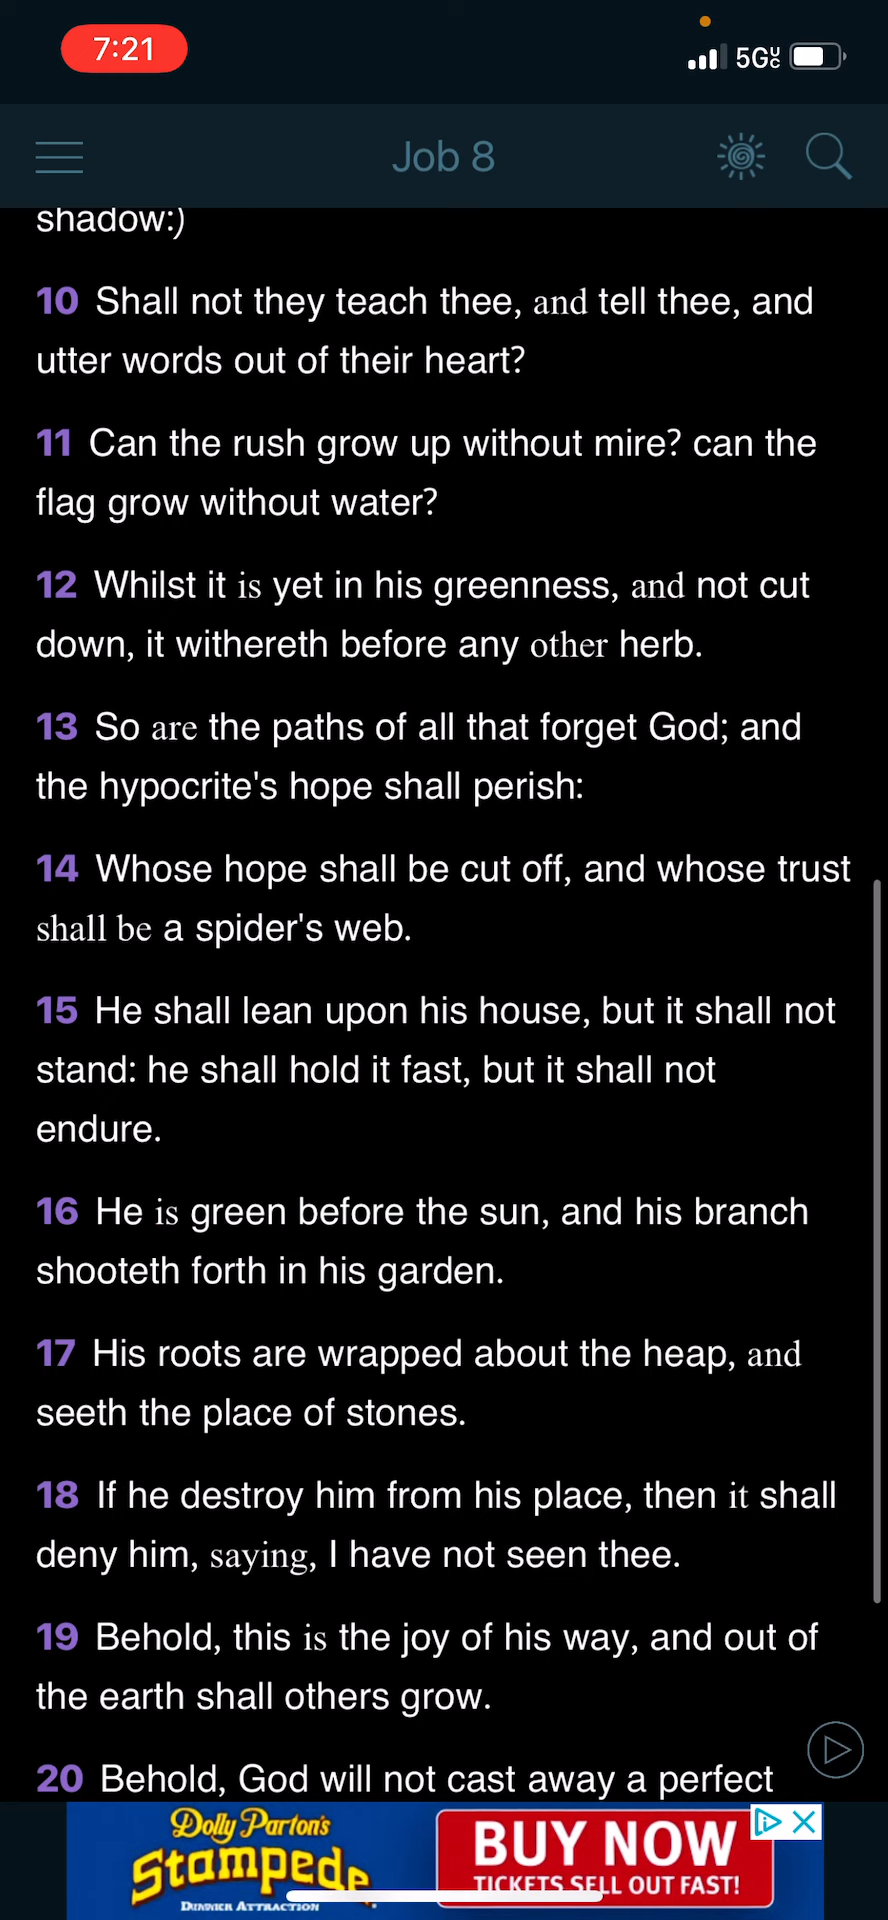 7:21
5G UC
Job 8
shadow:)
10 Shall not they teach thee, and tell thee, and
utter words out of their heart?
11 Can the rush grow up without mire? can the
flag grow without water?
12 Whilst it is yet in his greenness, and not cut
down, it withereth before any other herb.
13 So are the paths of all that forget God; and
the hypocrite's hope shall perish:
14 Whose hope shall be cut off, and whose trust
shall be a spider's web.
15 He shall lean upon his house, but it shall not
stand: he shall hold it fast, but it shall not
endure.
16 He is green before the sun, and his branch
shooteth forth in his garden.
17 His roots are wrapped about the heap, and
seeth the place of stones.
18 If he destroy him from his place, then it shall
deny him, saying, I have not seen thee.
19 Behold, this is the joy of his way, and out of
the earth shall others grow.
20 Behold, God will not cast away a perfect
Dolly Parton's
Stampede
DINNER ATTRACTION
BUY NOW
TICKETS SELL OUT FAST!